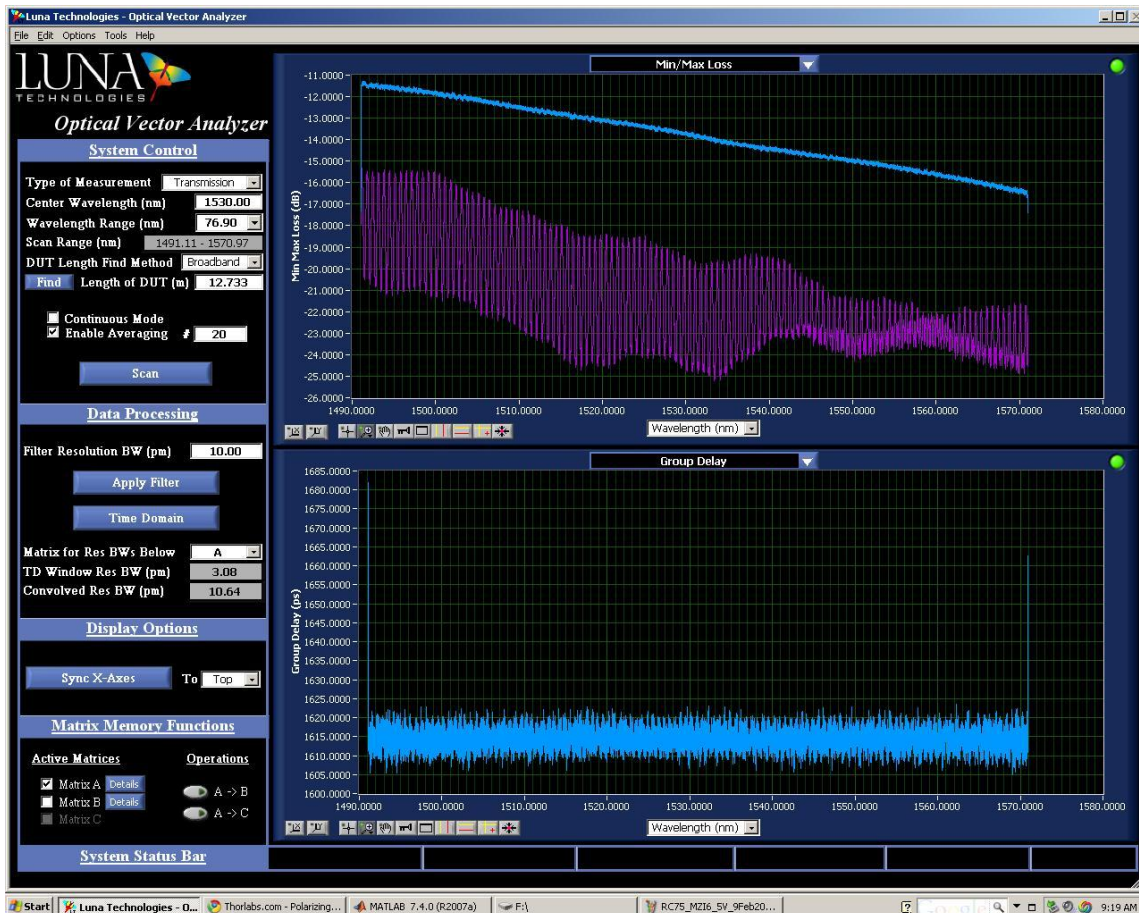 Luna Technologies - Optical Vector Analyzer
File Edit Options Tools Help
LUNA
TECHNOLOGIES
Optical Vector Analyzer
System Control
Type of Measurement Transmission
Center Wavelength (nm) 1530.00
Wavelength Range (nm) 76.90
Scan Range (nm) 1491.11 - 1570.97
DUT Length Find Method Broadband
Find Length of DUT (m) 12.733
Continuous Mode
Enable Averaging # 20
Scan
Data Processing
Filter Resolution BW (pm) 10.00
Apply Filter
Time Domain
Matrix for Res BWs Below A
TD Window Res BW (pm) 3.08
Convolved Res BW (pm) 10.64
Display Options
Sync X-Axes To Top
Matrix Memory Functions
Active Matrices Operations
Matrix A Details A -> B
Matrix B Details A -> C
Matrix C
System Status Bar
Min/Max Loss
Min Max Loss (dB)
-11.0000
-12.0000
-13.0000
-14.0000
-15.0000
-16.0000
-17.0000
-18.0000
-19.0000
-20.0000
-21.0000
-22.0000
-23.0000
-24.0000
-25.0000
-26.0000
1490.0000 1500.0000 1510.0000 1520.0000 1530.0000 1540.0000 1550.0000 1560.0000 1570.0000 1580.0000
Wavelength (nm)
Group Delay
Group Delay (ps)
1685.0000
1680.0000
1675.0000
1670.0000
1665.0000
1660.0000
1655.0000
1650.0000
1645.0000
1640.0000
1635.0000
1630.0000
1625.0000
1620.0000
1615.0000
1610.0000
1605.0000
1600.0000
1490.0000 1500.0000 1510.0000 1520.0000 1530.0000 1540.0000 1550.0000 1560.0000 1570.0000 1580.0000
Wavelength (nm)
Start Luna Technologies - O... Thorlabs.com - Polarizing... MATLAB 7.4.0 (R2007a) F:\ RC75_MZI6_5V_9Feb20... 9:19 AM